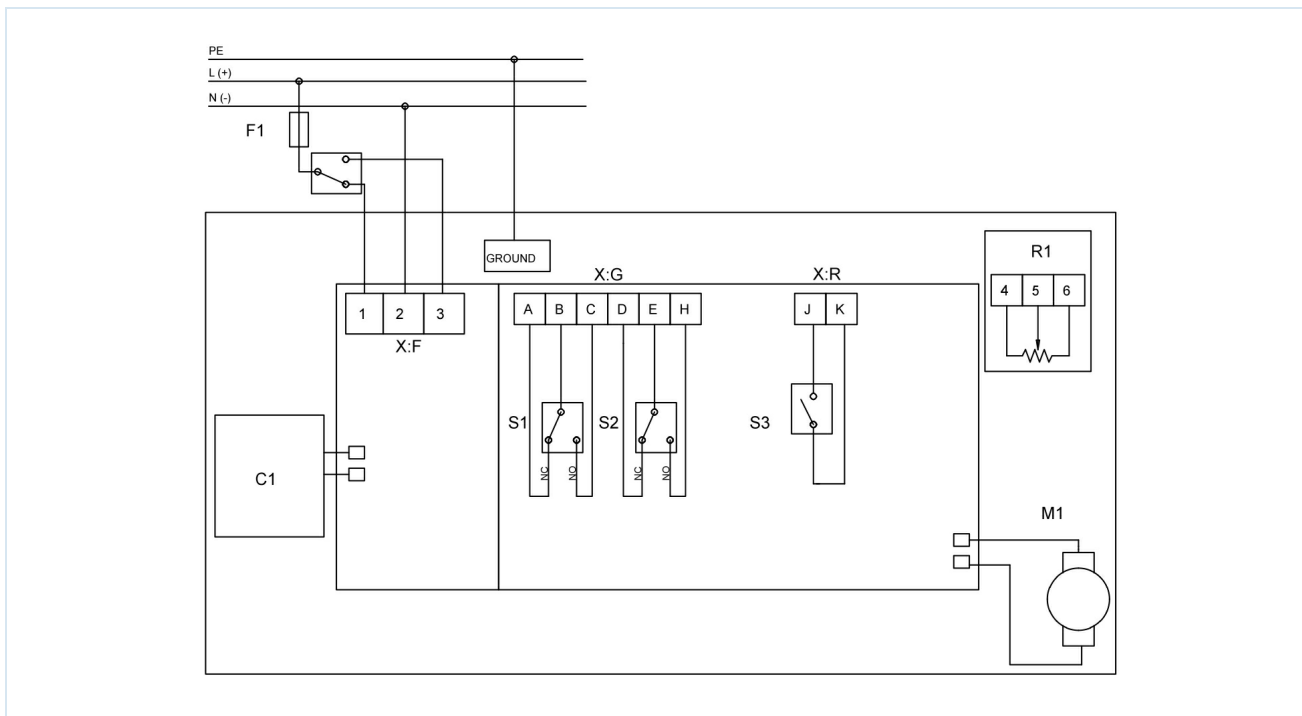 PE
L (+)
N (-)
F1
GROUND
X:G
X:R
R1
4 5 6
1 2 3
A B C D E H
J K
X:F
S1
S2
S3
NC
NO
NC
NO
C1
M1